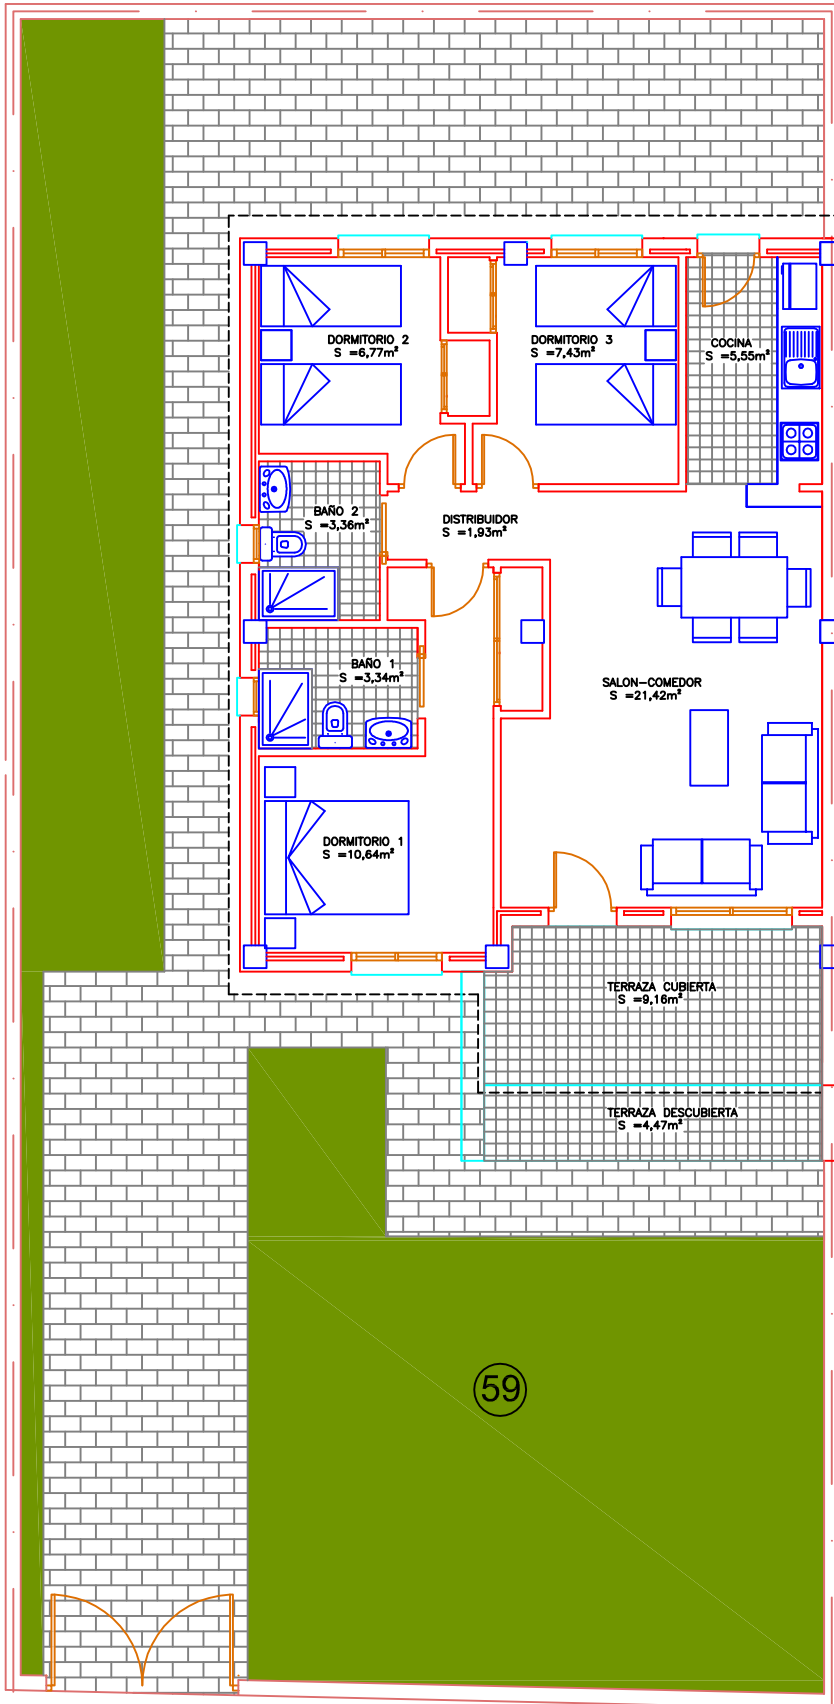 DORMITORIO 2
S =6,77m²
DORMITORIO 3
S =7,43m²
COCINA
S =5,55m²
BAÑO 2
S =3,36m²
DISTRIBUIDOR
S =1,93m²
BAÑO 1
S =3,34m²
SALON-COMEDOR
S =21,42m²
DORMITORIO 1
S =10,64m²
TERRAZA CUBIERTA
S =9,16m²
TERRAZA DESCUBIERTA
S =4,47m²
59